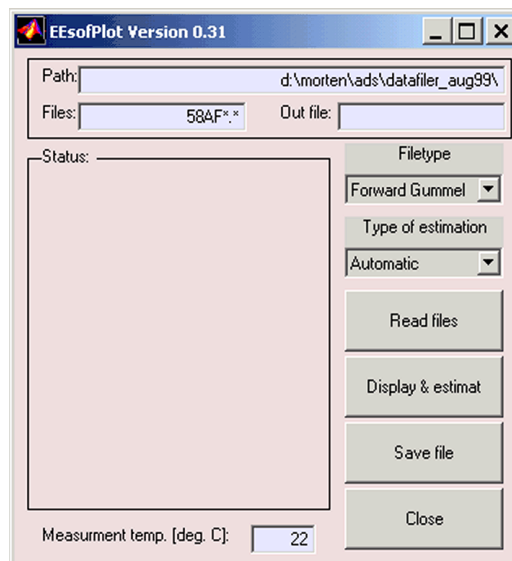 EEsofPlot Version 0.31
Path: d:\morten\ads\datafiler_aug99\
Files: 58AF*.* Out file:
Status:
Filetype
Forward Gummel
Type of estimation
Automatic
Read files
Display & estimat
Save file
Close
Measurment temp. [deg. C]: 22